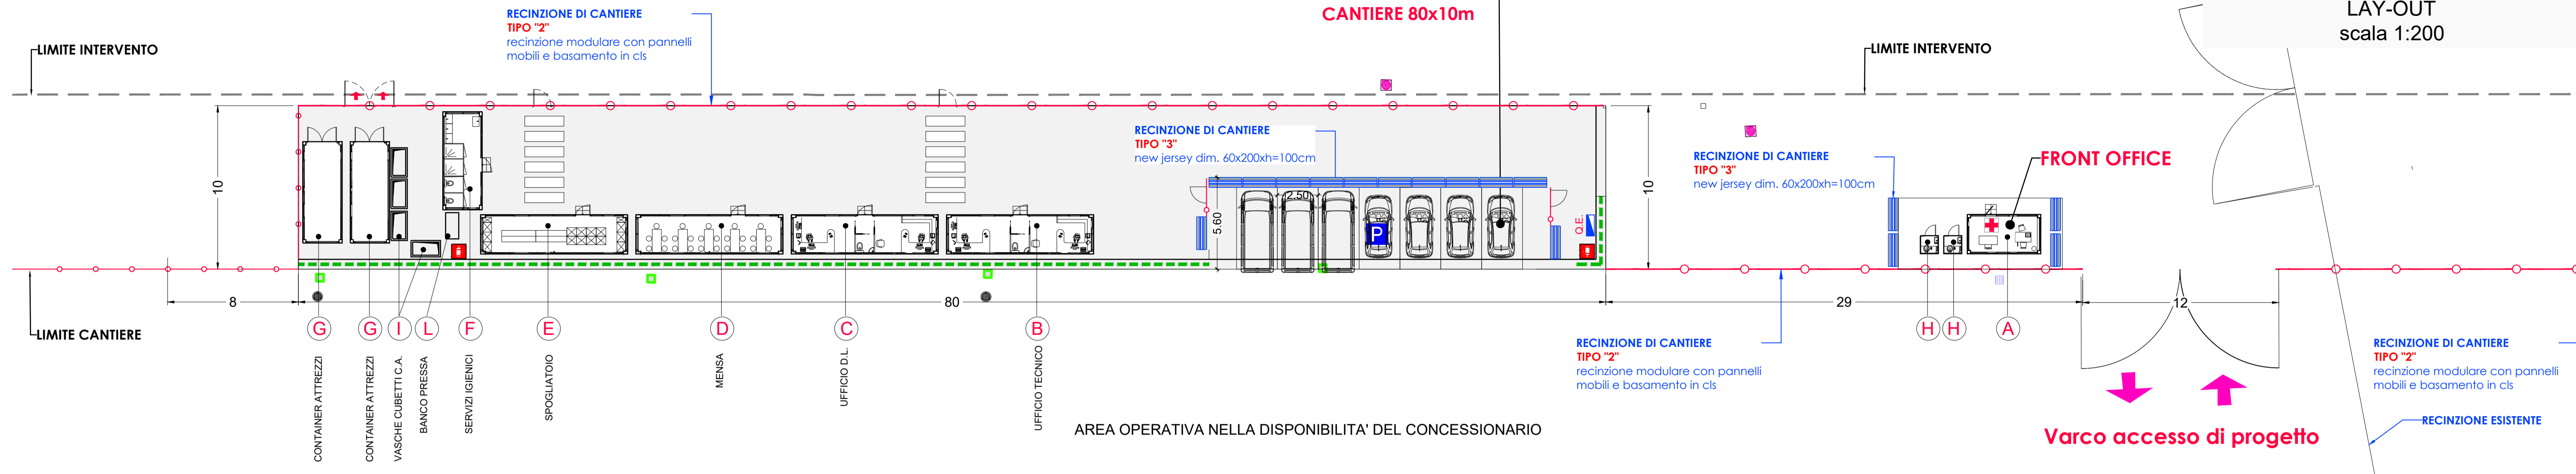 RECINZIONE DI CANTIERE
TIPO "2"
recinzione modulare con pannelli
mobili e basamento in cls
CANTIERE 80x10m
LAY-OUT
scala 1:200
LIMITE INTERVENTO
LIMITE INTERVENTO
RECINZIONE DI CANTIERE
TIPO "3"
new jersey dim. 60x200xh=100cm
RECINZIONE DI CANTIERE
TIPO "3"
new jersey dim. 60x200xh=100cm
FRONT OFFICE
10
10
2.50
5.60
P
Q.E.
8
80
29
12
LIMITE CANTIERE
G
G
I
L
F
E
D
C
B
H
H
A
CONTAINER ATTREZZI
CONTAINER ATTREZZI
VASCHE CUBETTI C.A.
BANCO PRESSA
SERVIZI IGIENICI
SPOGLIATOIO
MENSA
UFFICIO D.L.
UFFICIO TECNICO
RECINZIONE DI CANTIERE
TIPO "2"
recinzione modulare con pannelli
mobili e basamento in cls
RECINZIONE DI CANTIERE
TIPO "2"
recinzione modulare con pannelli
mobili e basamento in cls
RECINZIONE ESISTENTE
AREA OPERATIVA NELLA DISPONIBILITA' DEL CONCESSIONARIO
Varco accesso di progetto